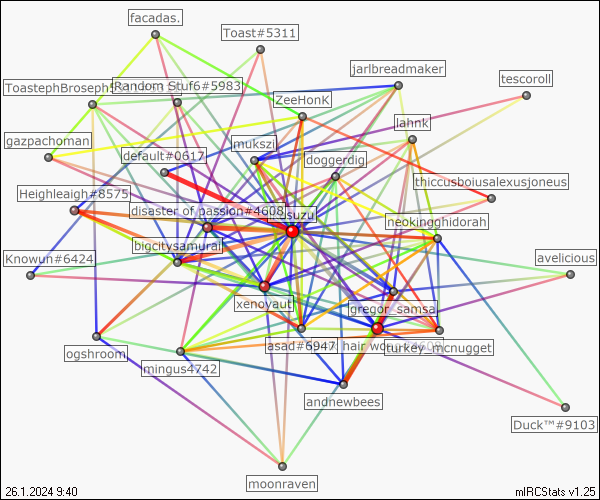 facadas.
Toast#5311
jarlbreadmaker
tescoroll
ToastephBroseph
Random Stuf6#5983
ZeeHonK
lahnk
gazpachoman
mukszi
default#0617
doggerdig
thiccusboiusalexusjoneus
Heighleaigh#8575
disaster of passion#4608
suzu
neokingghidorah
bigcitysamurai
Knowun#6424
avelicious
xenoyaut
gregor_samsa
asad#6947
hair
turkey_mcnugget
ogshroom
mingus4742
andnewbees
Duck™#9103
moonraven
26.1.2024 9:40
mIRCStats v1.25